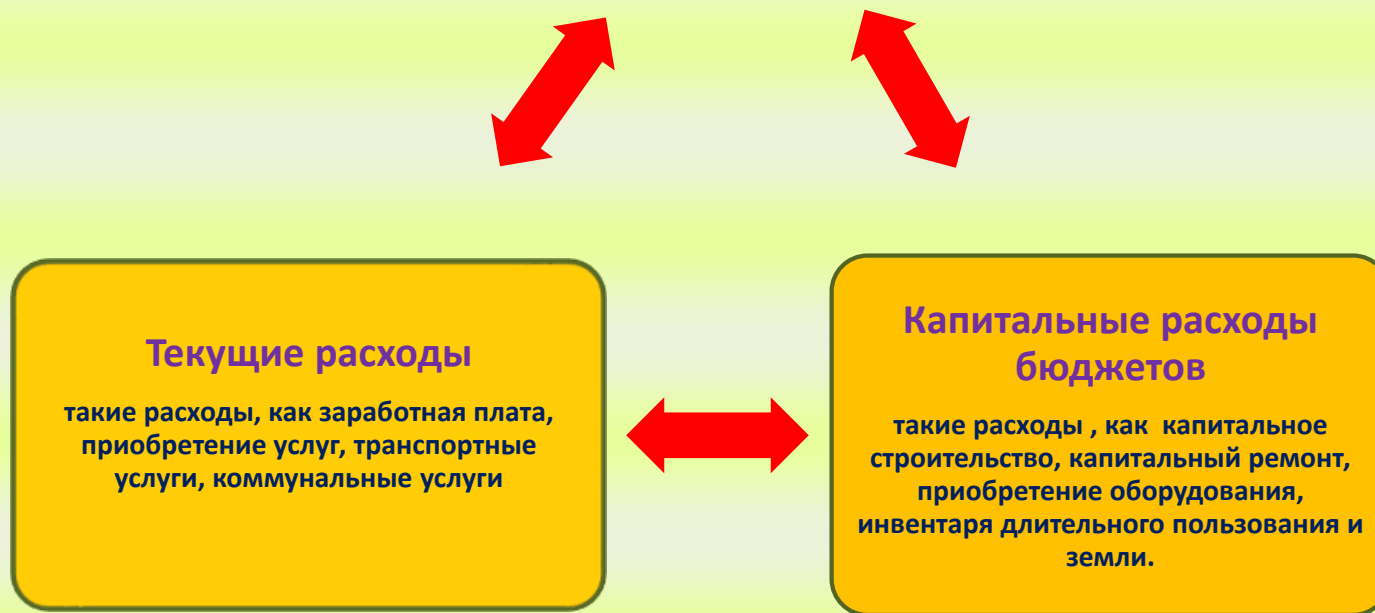 Текущие расходы
такие расходы, как заработная плата,
приобретение услуг, транспортные
услуги, коммунальные услуги
Капитальные расходы
бюджетов
такие расходы , как  капитальное
строительство, капитальный ремонт,
приобретение оборудования,
инвентаря длительного пользования и
земли.